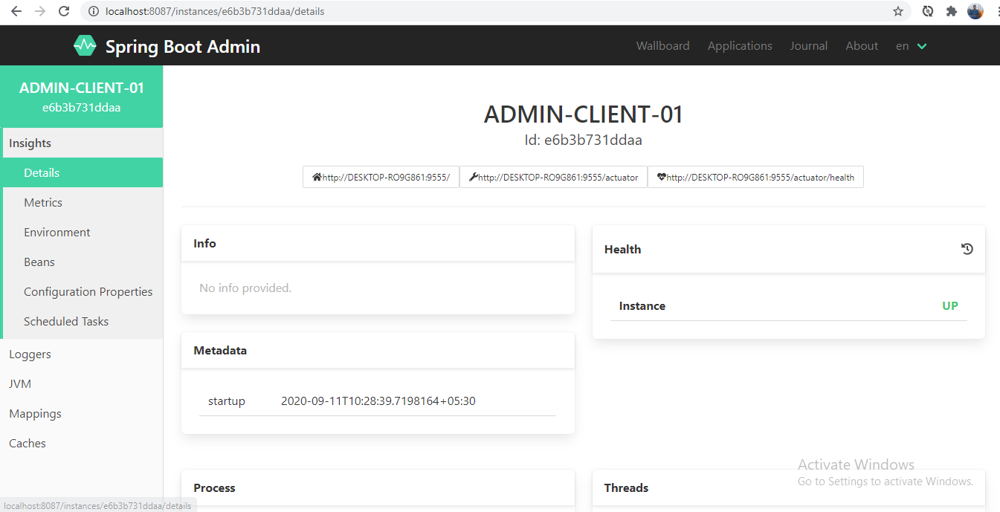 localhost:8087/instances/e6b3b731ddaa/details
Spring Boot Admin
Wallboard Applications Journal About en
ADMIN-CLIENT-01
e6b3b731ddaa
Insights
Details
Metrics
Environment
Beans
Configuration Properties
Scheduled Tasks
Loggers
JVM
Mappings
Caches
ADMIN-CLIENT-01
Id: e6b3b731ddaa
http://DESKTOP-RO9G861:9555/ http://DESKTOP-RO9G861:9555/actuator http://DESKTOP-RO9G861:9555/actuator/health
Info
No info provided.
Health
Instance UP
Metadata
startup 2020-09-11T10:28:39.7198164+05:30
Process
Threads
Activate Windows
Go to Settings to activate Windows.
localhost:8087/instances/e6b3b731ddaa/details